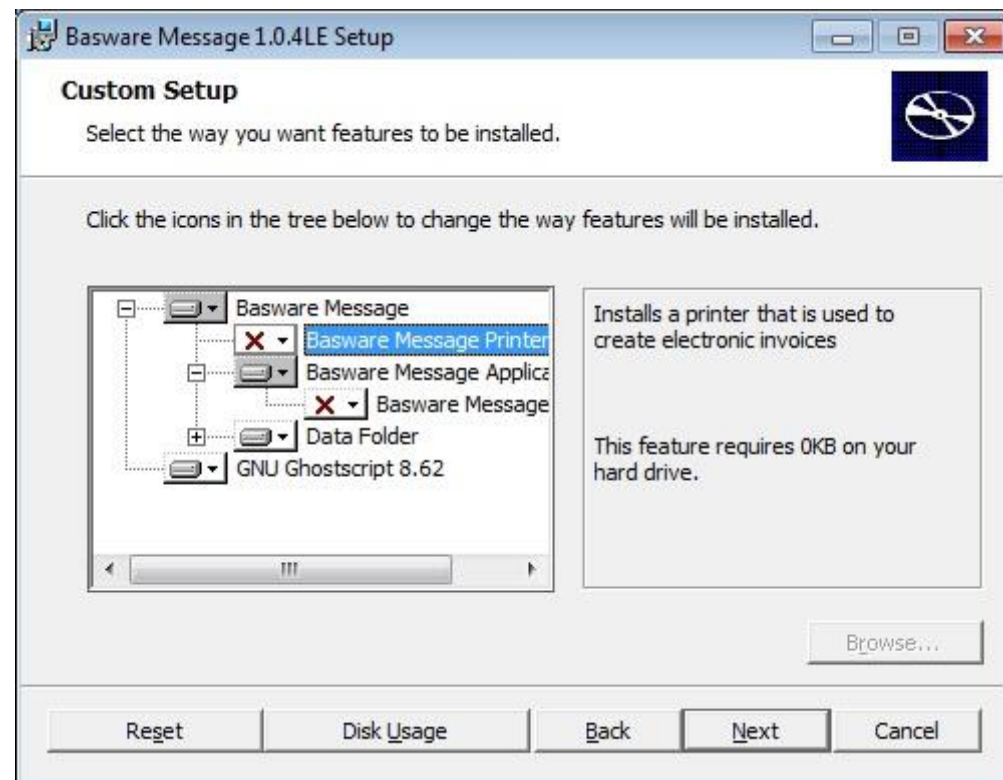 Basware Message 1.0.4LE Setup
Custom Setup
Select the way you want features to be installed.
Click the icons in the tree below to change the way features will be installed.
Basware Message
Basware Message Printer
Basware Message Applica
Basware Message
Data Folder
GNU Ghostscript 8.62
Installs a printer that is used to
create electronic invoices
This feature requires 0KB on your
hard drive.
Browse...
Reset
Disk Usage
Back
Next
Cancel